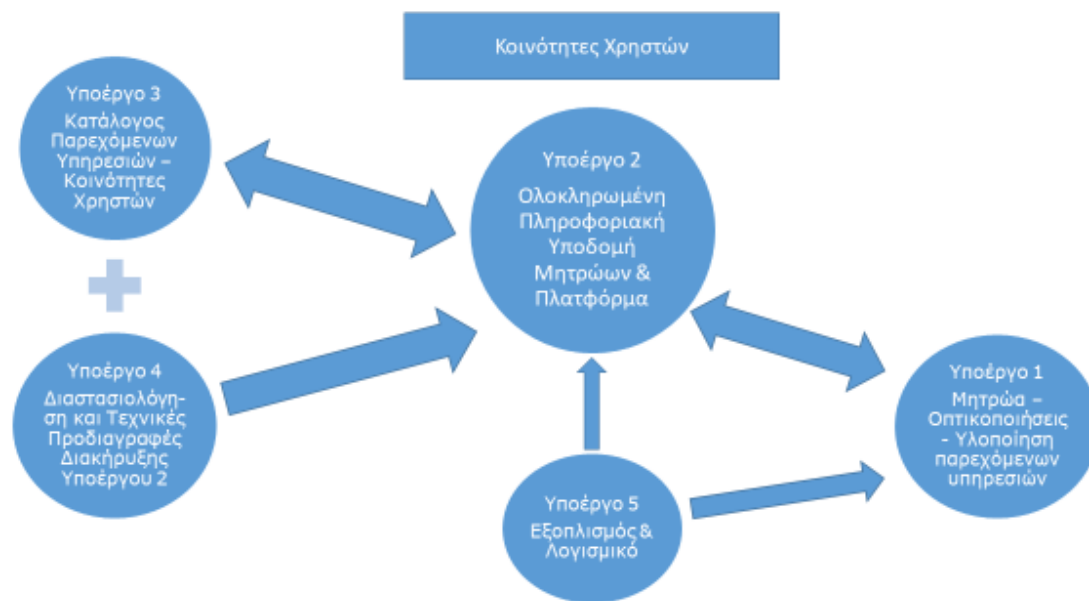 Κοινότητες Χρηστών
Υποέργο 3
Κατάλογος
Παρεχόμενων
Υπηρεσιών –
Κοινότητες
Χρηστών
Υποέργο 2
Ολοκληρωμένη
Πληροφοριακή
Υποδομή
Μητρώων &
Πλατφόρμα
Υποέργο 4
Διαστασιολόγη-
ση και Τεχνικές
Προδιαγραφές
Διακήρυξης
Υποέργου 2
Υποέργο 1
Μητρώα –
Οπτικοποιήσεις
- Υλοποίηση
παρεχόμενων
υπηρεσιών
Υποέργο 5
Εξοπλισμός &
Λογισμικό